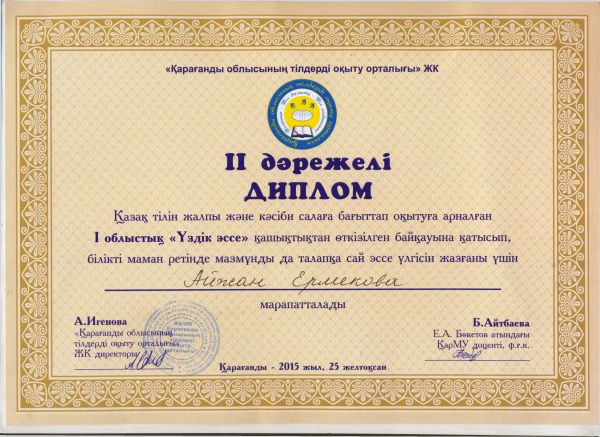 «Қарағанды облысының тілдерді оқыту орталығы» ЖК
II дәрежелі
ДИПЛОМ
Қазақ тілін жалпы және кәсіби салаға бағыттап оқытуға арналған
I облыстық «Үздік эссе» қашықтықтан өткізілген байқауына қатысып,
білікті маман ретінде мазмұнды да талапқа сай эссе үлгісін жазғаны үшін
Айжан Ермекова
марапатталады
А.Игенова
«Қарағанды облысының
тілдерді оқыту орталығы»
ЖК директоры
Б.Айтбаева
Е.А. Бөкетов атындағы
ҚарМУ доценті, ф.ғ.к.
Қарағанды - 2015 жыл, 25 желтоқсан